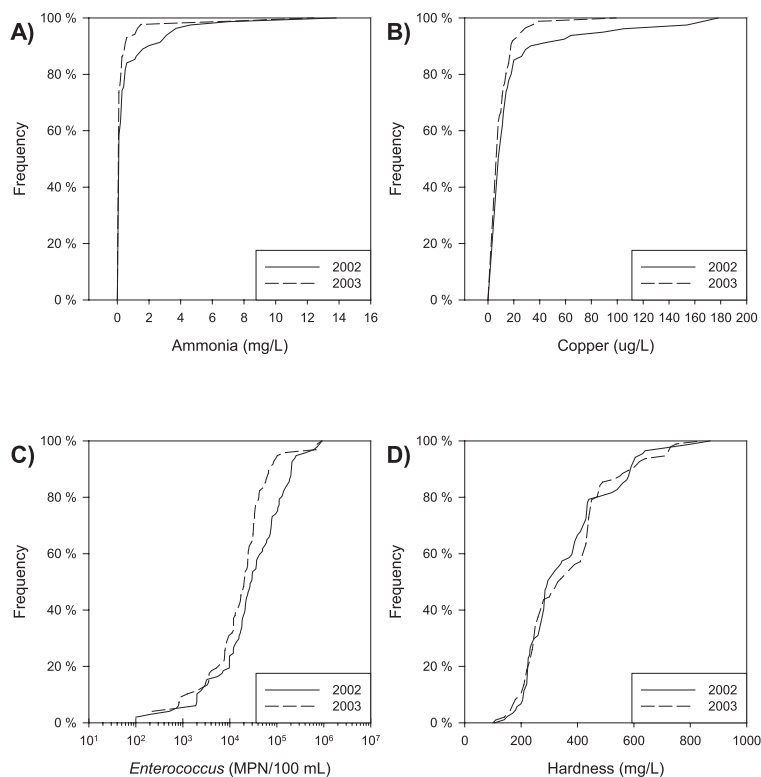 A)
100 %
80 %
60 %
40 %
20 %
0 %
Frequency
0 2 4 6 8 10 12 14 16
Ammonia (mg/L)
2002
2003
B)
100 %
80 %
60 %
40 %
20 %
0 %
Frequency
0 20 40 60 80 100 120 140 160 180 200
Copper (ug/L)
2002
2003
C)
100 %
80 %
60 %
40 %
20 %
0 %
Frequency
10¹ 10² 10³ 10⁴ 10⁵ 10⁶ 10⁷
Enterococcus (MPN/100 mL)
2002
2003
D)
100 %
80 %
60 %
40 %
20 %
0 %
Frequency
0 200 400 600 800 1000
Hardness (mg/L)
2002
2003